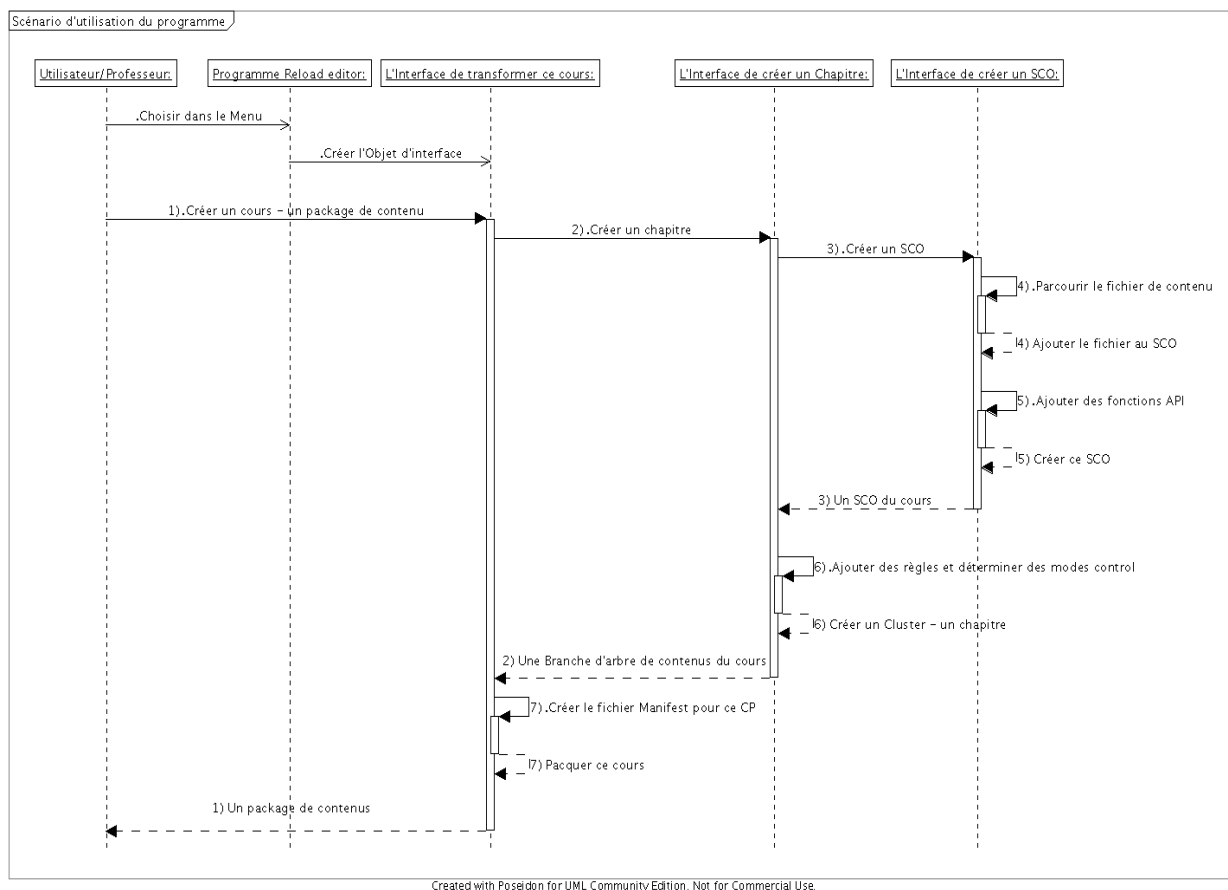 Scénario d'utilisation du programme
Utilisateur/Professeur:
Programme Reload editor:
L'Interface de transformer ce cours:
L'Interface de créer un Chapitre:
L'Interface de créer un SCO:
.Choisir dans le Menu
.Créer l'Objet d'interface
1).Créer un cours - un package de contenu
2).Créer un chapitre
3).Créer un SCO
4).Parcourir le fichier de contenu
4) Ajouter le fichier au SCO
5).Ajouter des fonctions API
5) Créer ce SCO
3) Un SCO du cours
6).Ajouter des règles et déterminer des modes control
6) Créer un Cluster - un chapitre
2) Une Branche d'arbre de contenus du cours
7).Créer le fichier Manifest pour ce CP
7) Pacquer ce cours
1) Un package de contenus
Created with Poseidon for UML Community Edition. Not for Commercial Use.